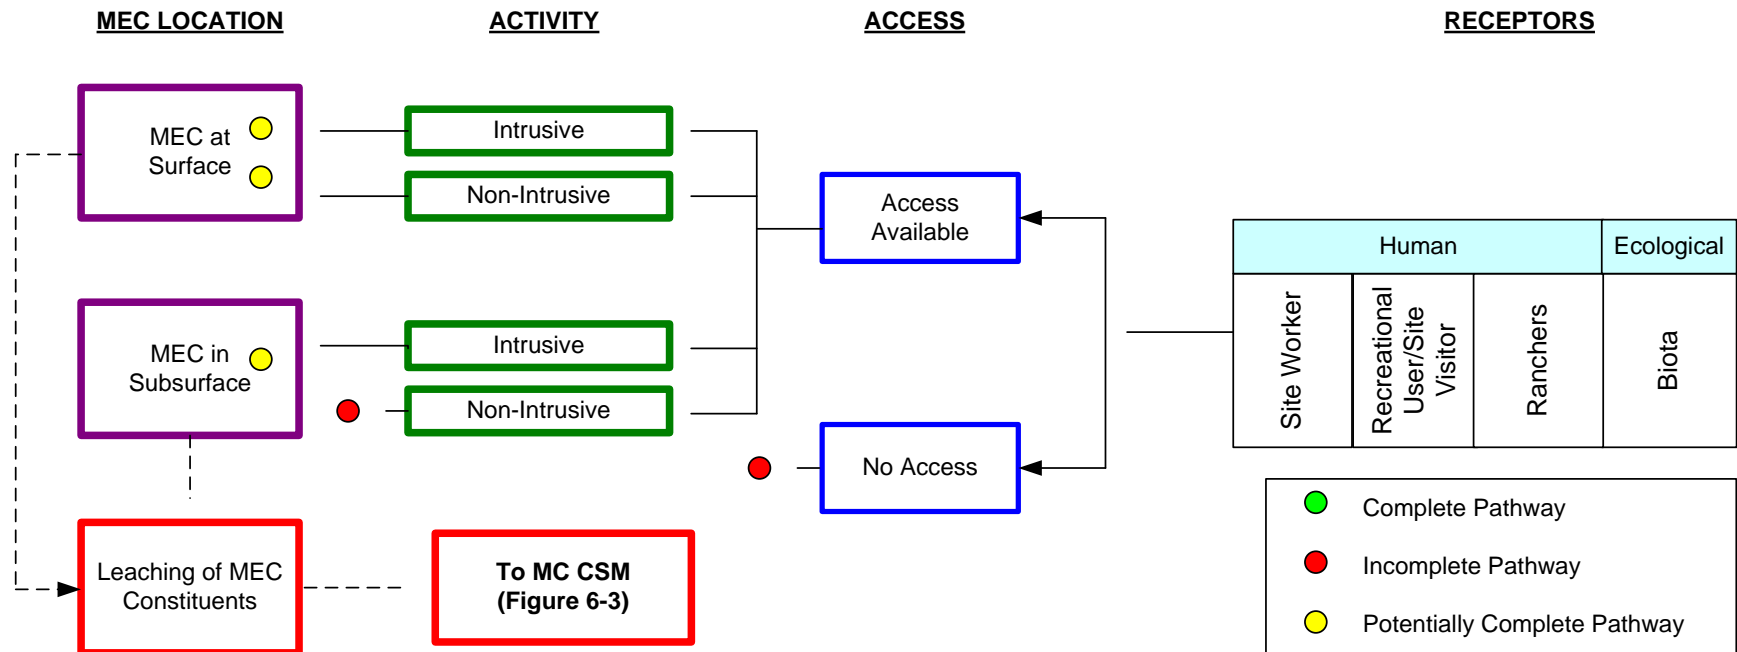 MEC LOCATION
ACTIVITY
ACCESS
RECEPTORS
MEC at
Surface
Intrusive
Non-Intrusive
Access
Available
Human
Ecological
Site Worker
Recreational
User/Site
Visitor
Ranchers
Biota
MEC in
Subsurface
Intrusive
Non-Intrusive
No Access
Leaching of MEC
Constituents
To MC CSM
(Figure 6-3)
Complete Pathway
Incomplete Pathway
Potentially Complete Pathway